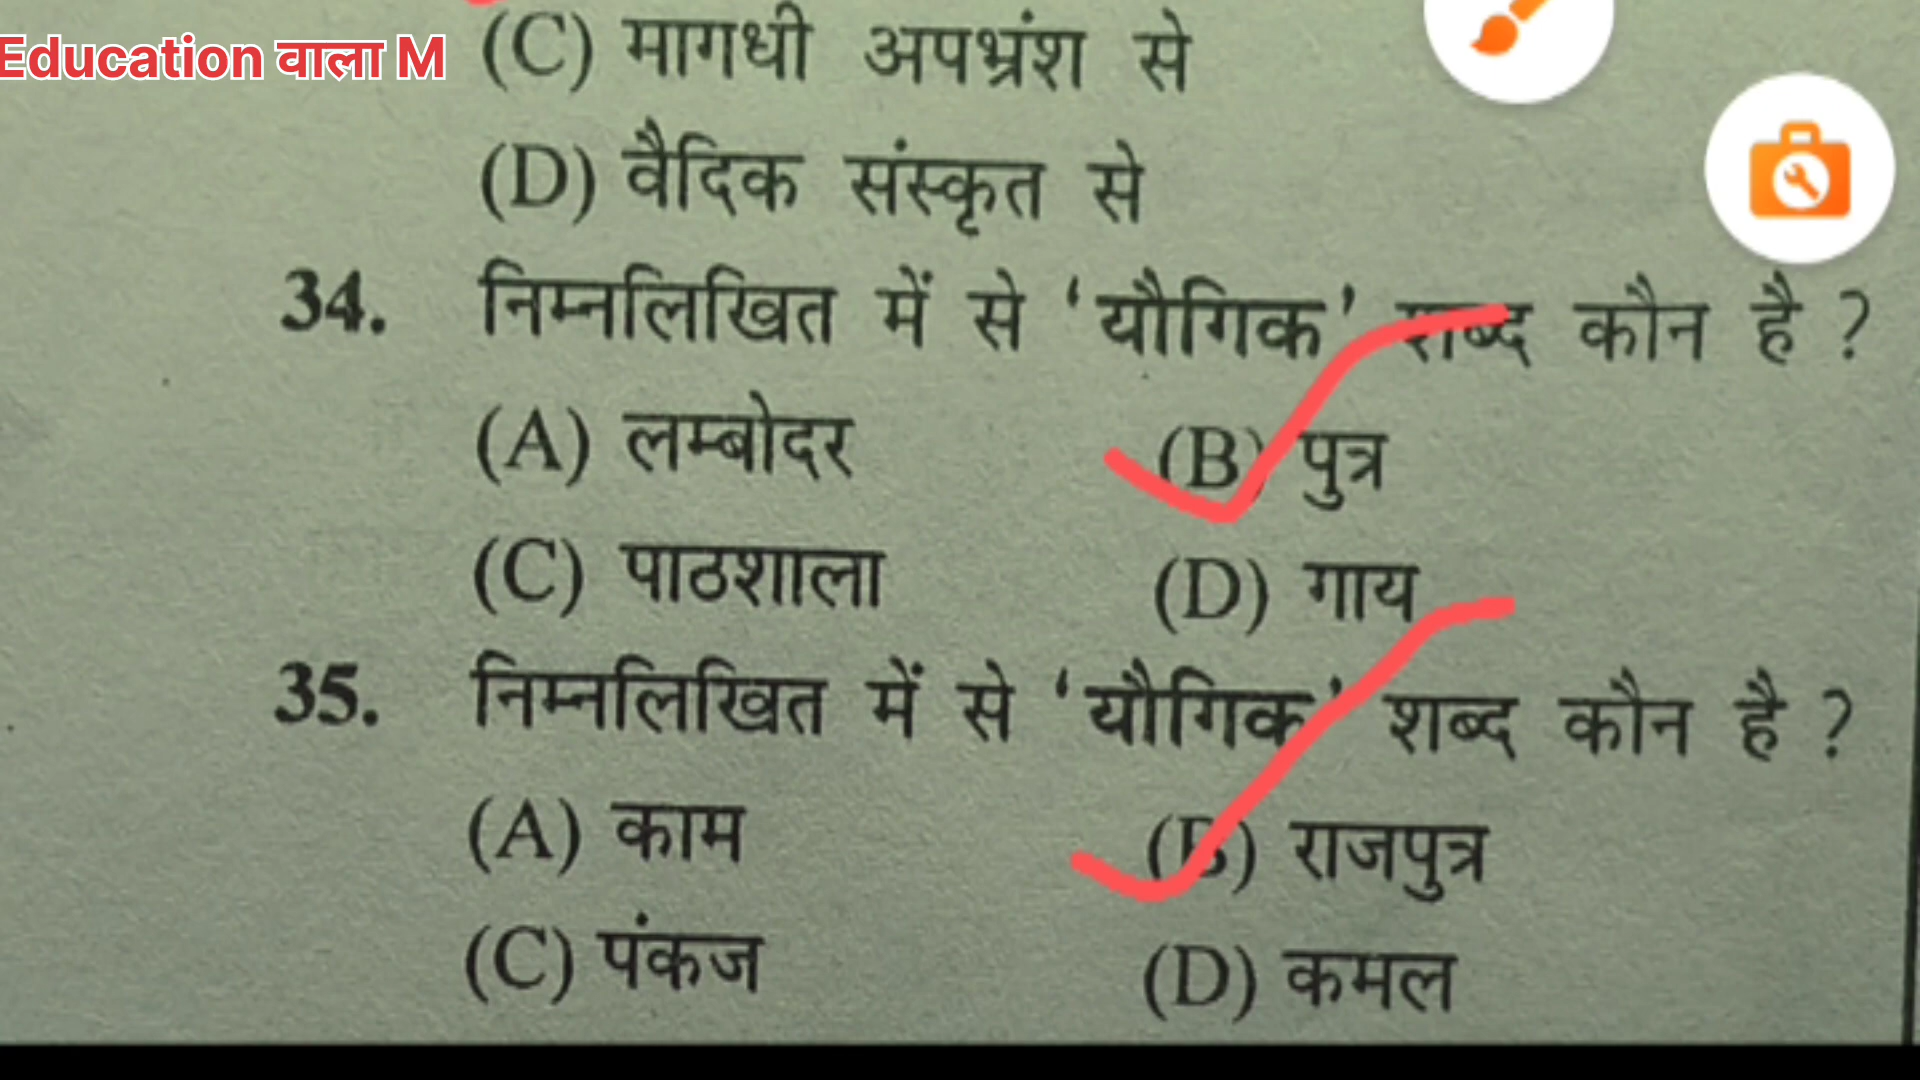 Education वाला M
(C) मागधी अपभ्रंश से
(D) वैदिक संस्कृत से
34. निम्नलिखित में से ‘यौगिक’ शब्द कौन है ?
(A) लम्बोदर (B) पुत्र
(C) पाठशाला (D) गाय
35. निम्नलिखित में से ‘यौगिक’ शब्द कौन है ?
(A) काम (B) राजपुत्र
(C) पंकज (D) कमल